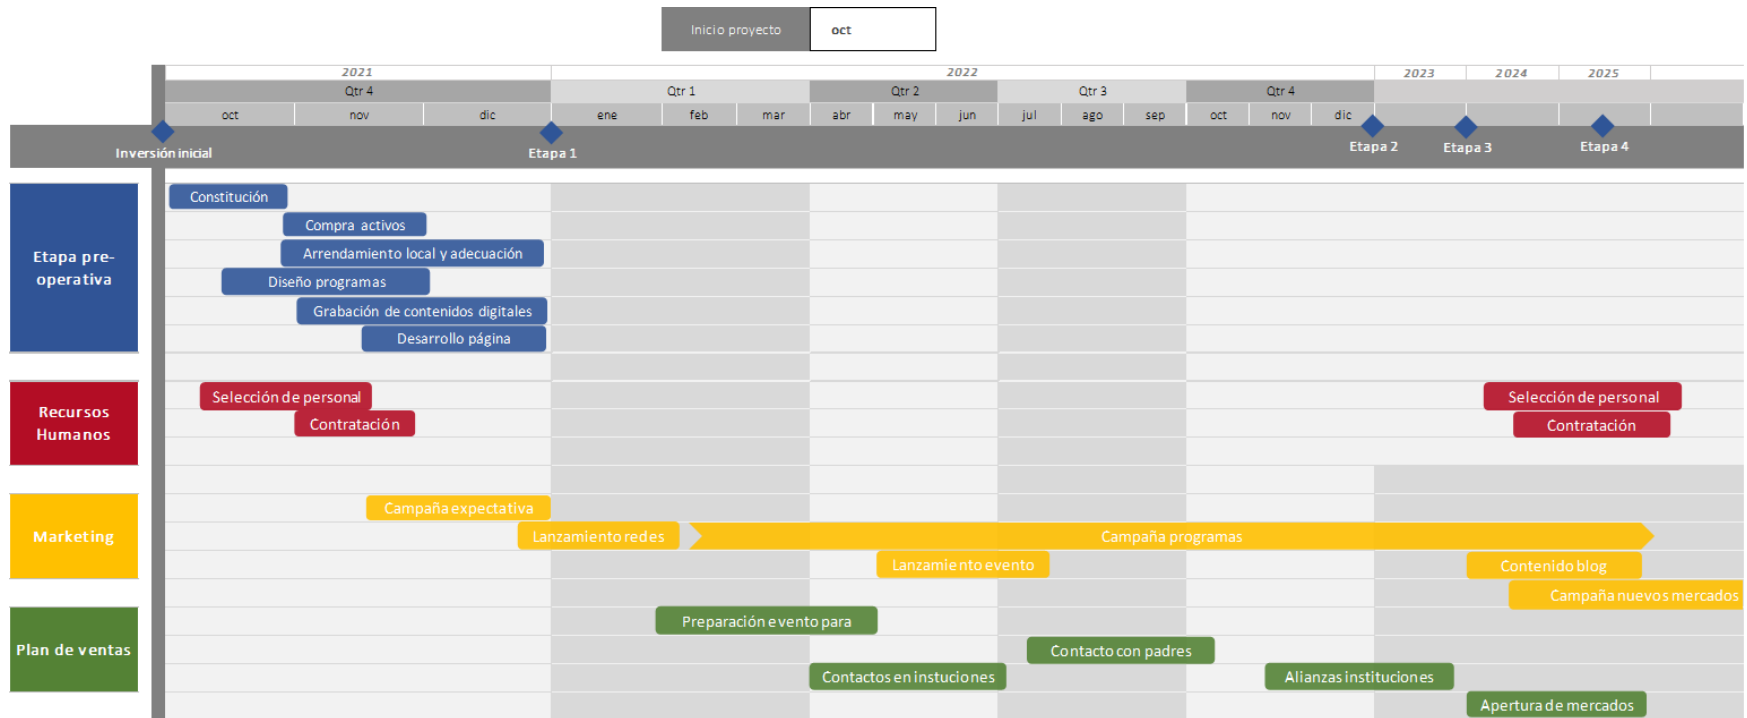 Inicio proyecto oct
2021 2022 2023 2024 2025
Qtr 4 Qtr 1 Qtr 2 Qtr 3 Qtr 4
oct nov dic ene feb mar abr may jun jul ago sep oct nov dic
Inversión inicial Etapa 1 Etapa 2 Etapa 3 Etapa 4
Constitución
Compra activos
Etapa pre-
operativa
Arrendamiento local y adecuación
Diseño programas
Grabación de contenidos digitales
Desarrollo página
Recursos
Humanos
Selección de personal Selección de personal
Contratación Contratación
Marketing
Campaña expectativa
Lanzamiento redes Campaña programas
Lanzamiento evento Contenido blog
Campaña nuevos mercados
Plan de ventas
Preparación evento para
Contacto con padres
Contactos en instuciones Alianzas instituciones
Apertura de mercados